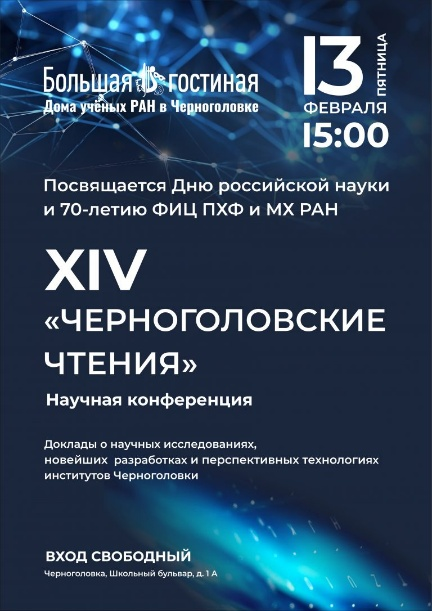 Большая гостиная
Дома учёных РАН в Черноголовке
13
ПЯТНИЦА
ФЕВРАЛЯ
15:00
Посвящается Дню российской науки
и 70-летию ФИЦ ПХФ и МХ РАН
XIV
«ЧЕРНОГОЛОВСКИЕ
ЧТЕНИЯ»
Научная конференция
Доклады о научных исследованиях,
новейших разработках и перспективных технологиях
институтов Черноголовки
ВХОД СВОБОДНЫЙ
Черноголовка, Школьный бульвар, д. 1 А